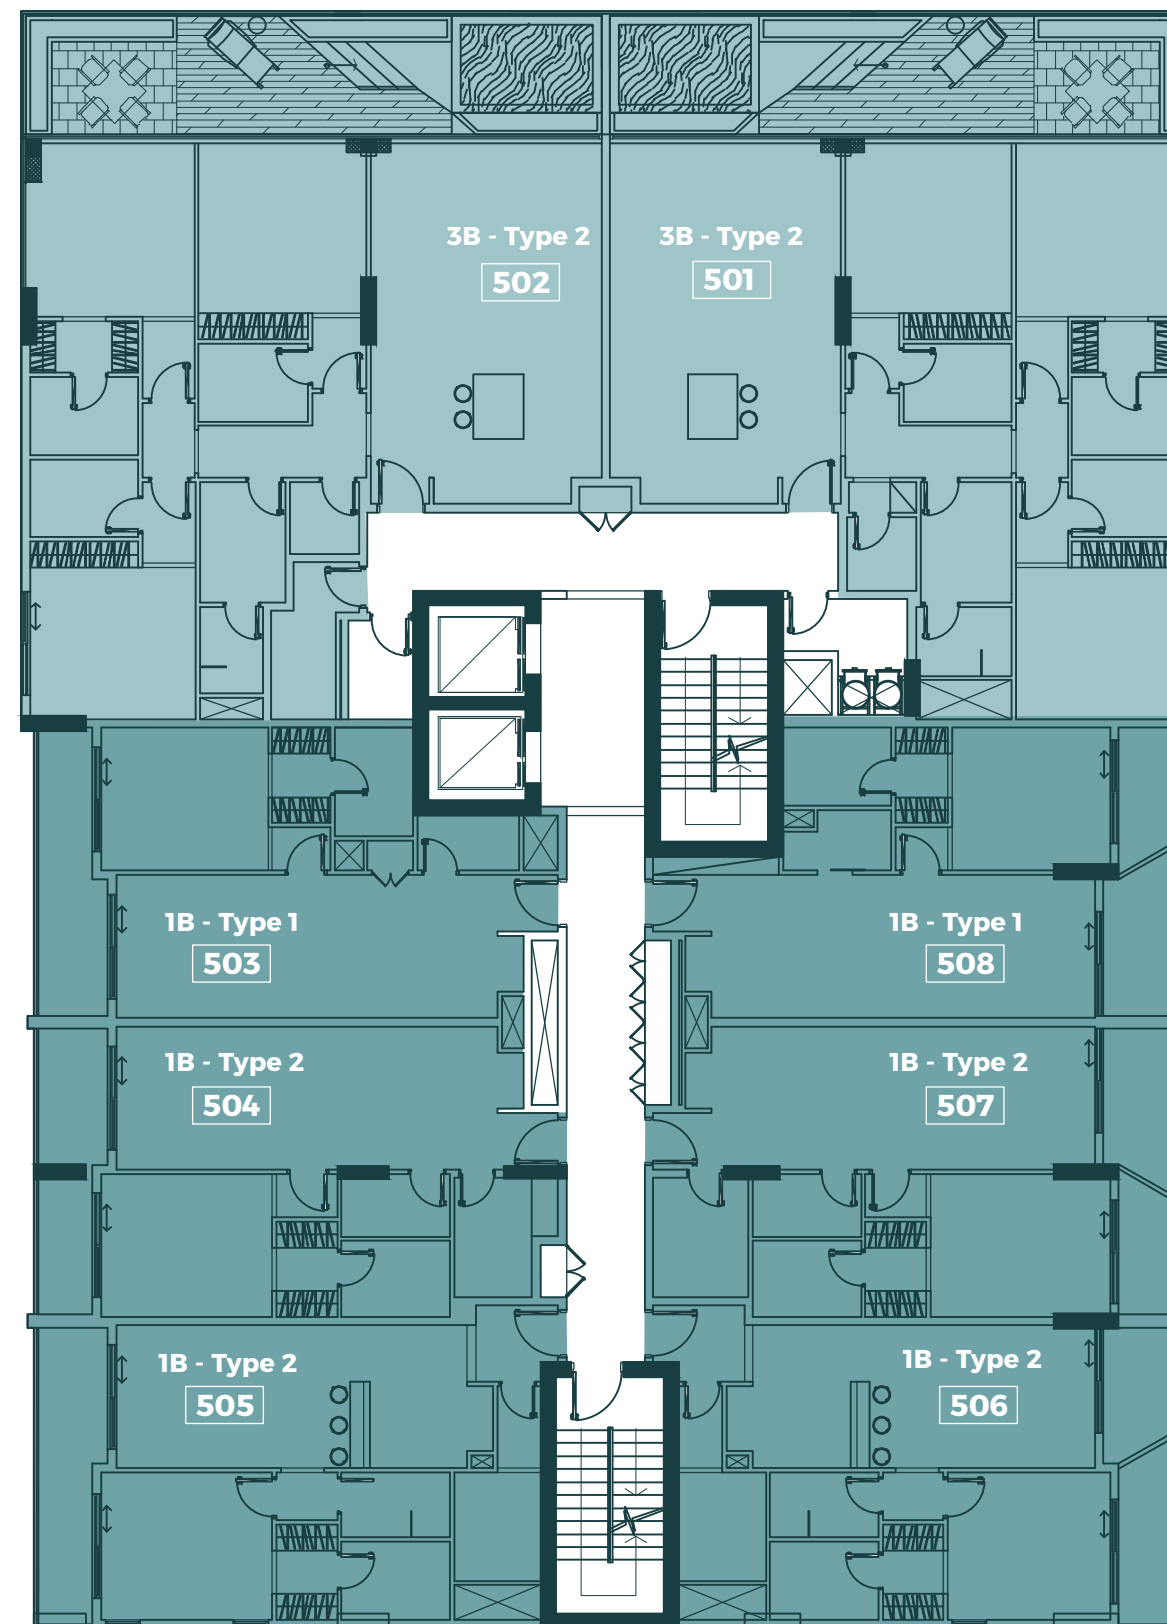 3B - Type 2
502
3B - Type 2
501
1B - Type 1
503
1B - Type 1
508
1B - Type 2
504
1B - Type 2
507
1B - Type 2
505
1B - Type 2
506